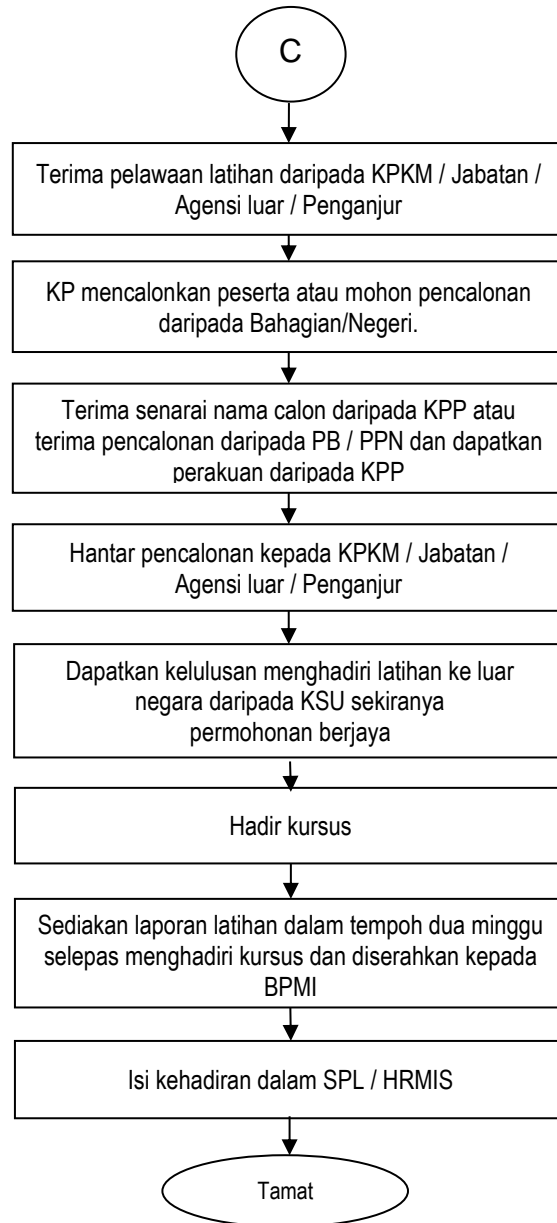 C
Terima pelawaan latihan daripada KPKM / Jabatan /
Agensi luar / Penganjur
KP mencalonkan peserta atau mohon pencalonan
daripada Bahagian/Negeri.
Terima senarai nama calon daripada KPP atau
terima pencalonan daripada PB / PPN dan dapatkan
perakuan daripada KPP
Hantar pencalonan kepada KPKM / Jabatan /
Agensi luar / Penganjur
Dapatkan kelulusan menghadiri latihan ke luar
negara daripada KSU sekiranya
permohonan berjaya
Hadir kursus
Sediakan laporan latihan dalam tempoh dua minggu
selepas menghadiri kursus dan diserahkan kepada
BPMI
Isi kehadiran dalam SPL / HRMIS
Tamat